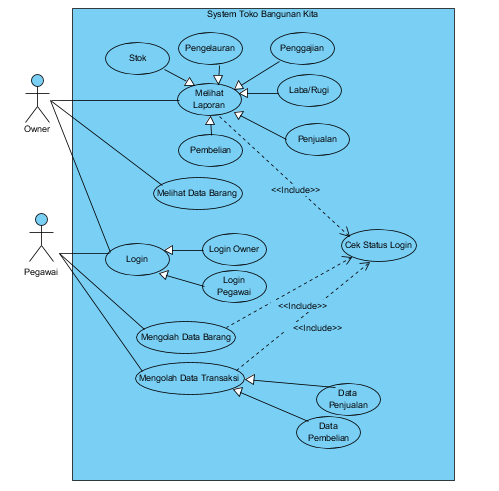 System Toko Bangunan Kita
Pengelauran
Penggajian
Stok
Melihat
Laporan
Laba/Rugi
Owner
Penjualan
Pembelian
Melihat Data Barang
<<Include>>
Pegawai
Login
Login Owner
Login
Pegawai
Cek Status Login
<<Include>>
<<Include>>
Mengolah Data Barang
Mengolah Data Transaksi
Data
Penjualan
Data
Pembelian